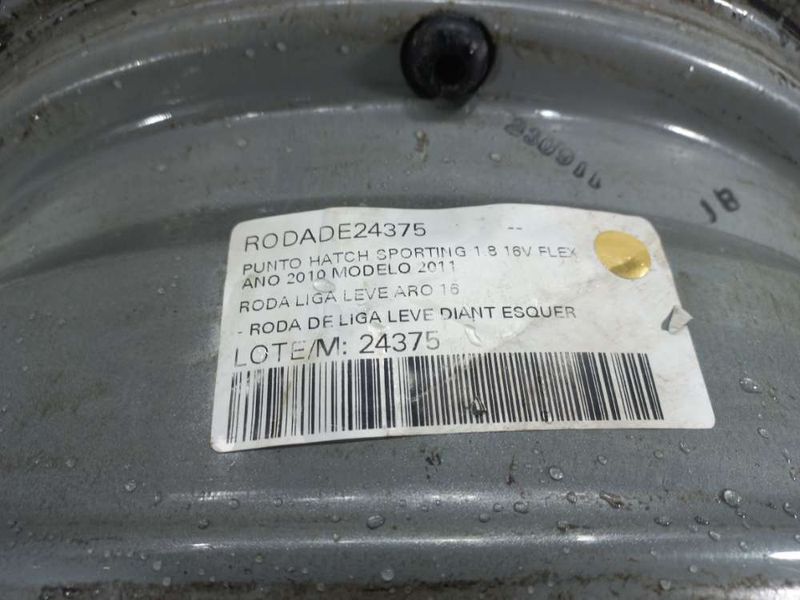 230911
JB
RODADE24375 --
PUNTO HATCH SPORTING 1.8 16V FLEX
ANO 2010 MODELO 2011
RODA LIGA LEVE ARO 16
- RODA DE LIGA LEVE DIANT ESQUER
LOTE/M: 24375